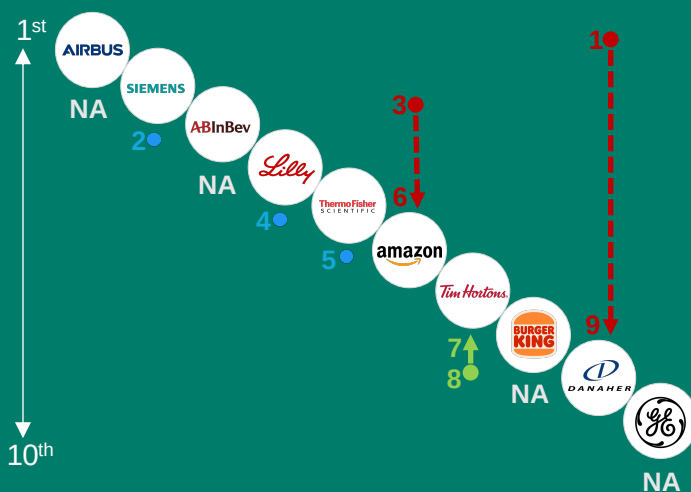 1st
AIRBUS
NA
SIEMENS
2
ABInBev
NA
Lilly
4
ThermoFisher
SCIENTIFIC
5
3
6
amazon
Tim Hortons.
7
8
BURGER
KING
NA
1
9
D
DANAHER
GE
NA
10th